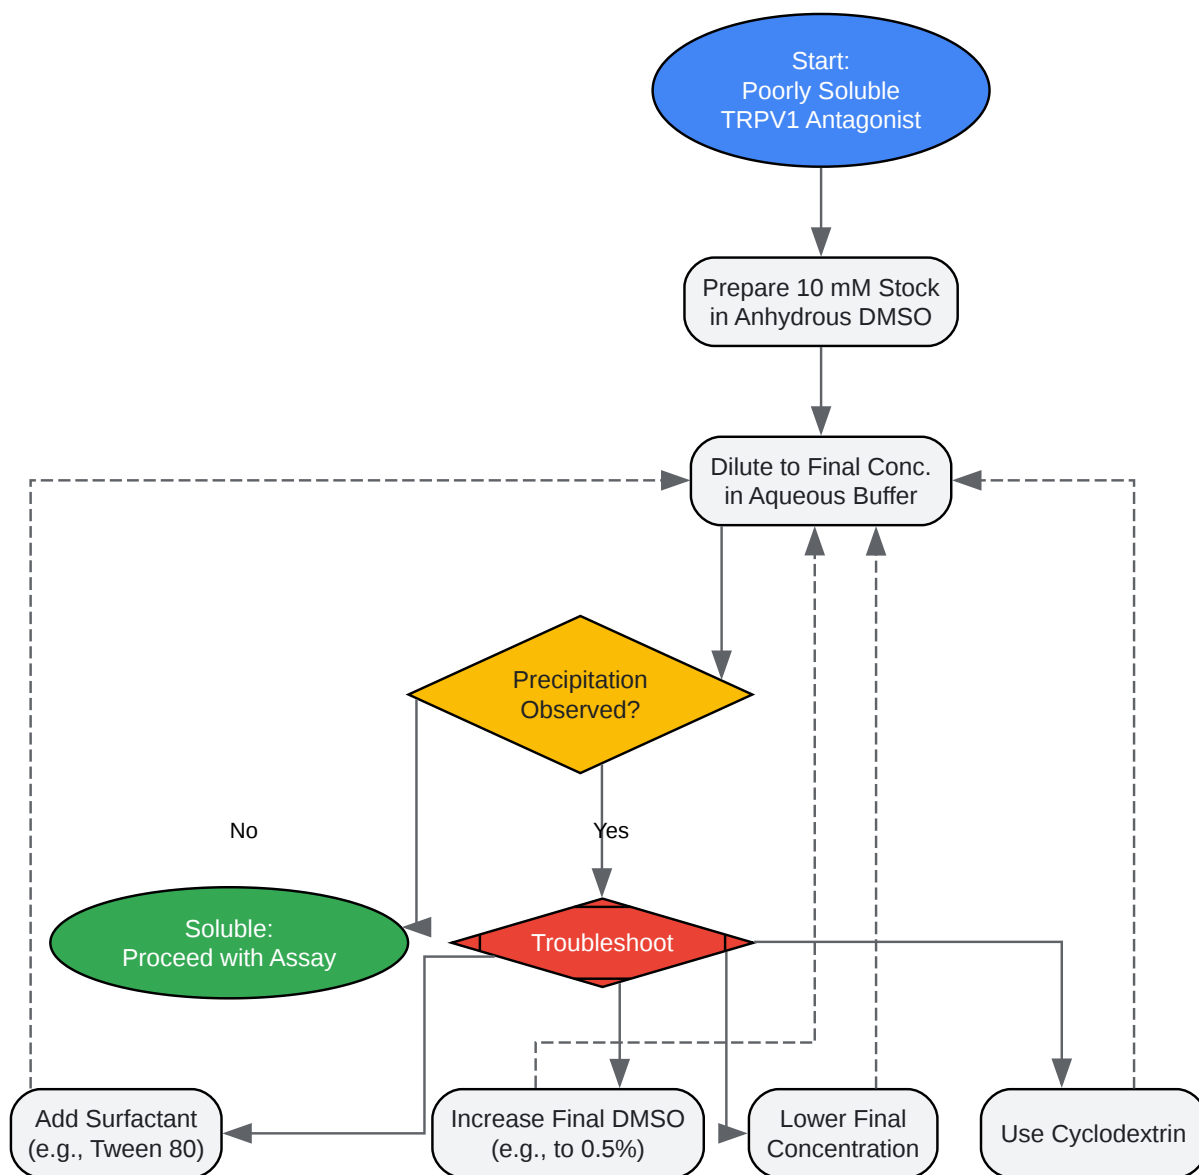 Start:
Poorly Soluble
TRPV1 Antagonist
Prepare 10 mM Stock
in Anhydrous DMSO
Dilute to Final Conc.
in Aqueous Buffer
Precipitation
Observed?
No
Yes
Soluble:
Proceed with Assay
Troubleshoot
Add Surfactant
(e.g., Tween 80)
Increase Final DMSO
(e.g., to 0.5%)
Lower Final
Concentration
Use Cyclodextrin